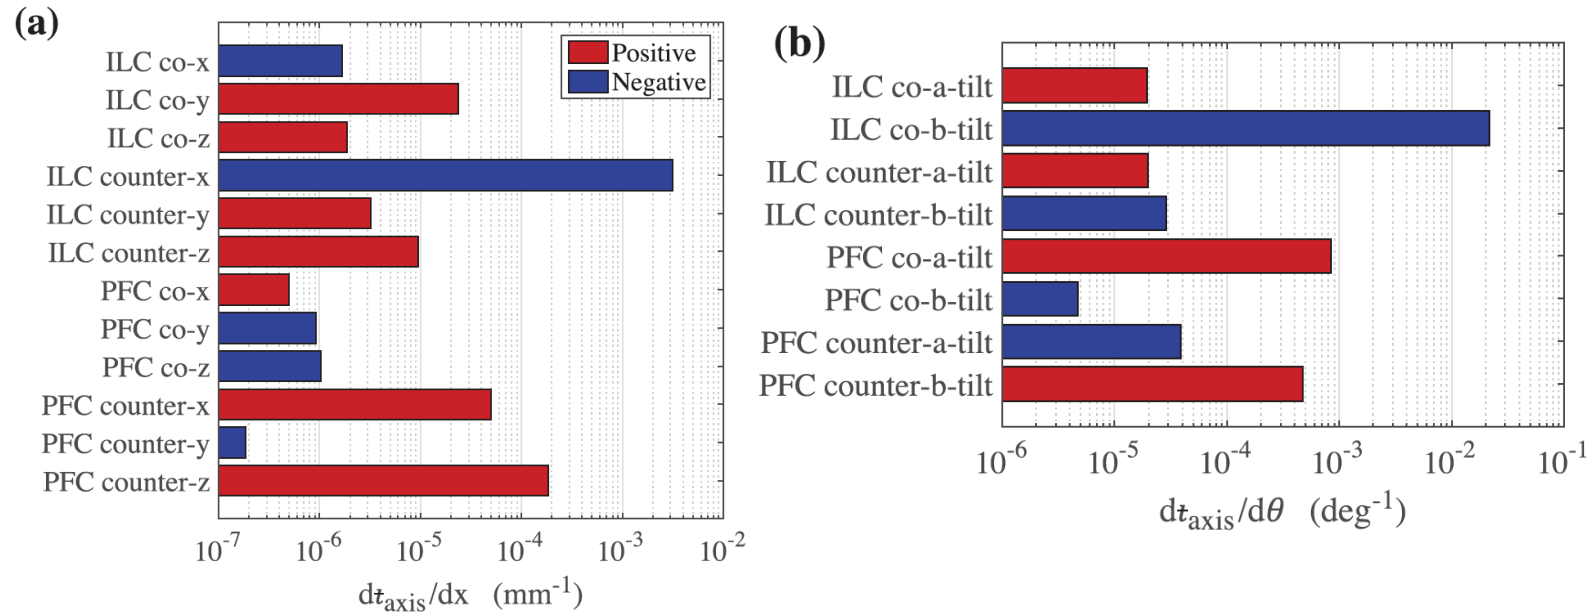 (a)
Positive
Negative
ILC co-x
ILC co-y
ILC co-z
ILC counter-x
ILC counter-y
ILC counter-z
PFC co-x
PFC co-y
PFC co-z
PFC counter-x
PFC counter-y
PFC counter-z
10⁻⁷ 10⁻⁶ 10⁻⁵ 10⁻⁴ 10⁻³ 10⁻²
dt̵axis/dx (mm⁻¹)
(b)
ILC co-a-tilt
ILC co-b-tilt
ILC counter-a-tilt
ILC counter-b-tilt
PFC co-a-tilt
PFC co-b-tilt
PFC counter-a-tilt
PFC counter-b-tilt
10⁻⁶ 10⁻⁵ 10⁻⁴ 10⁻³ 10⁻² 10⁻¹
dt̵axis/dθ (deg⁻¹)